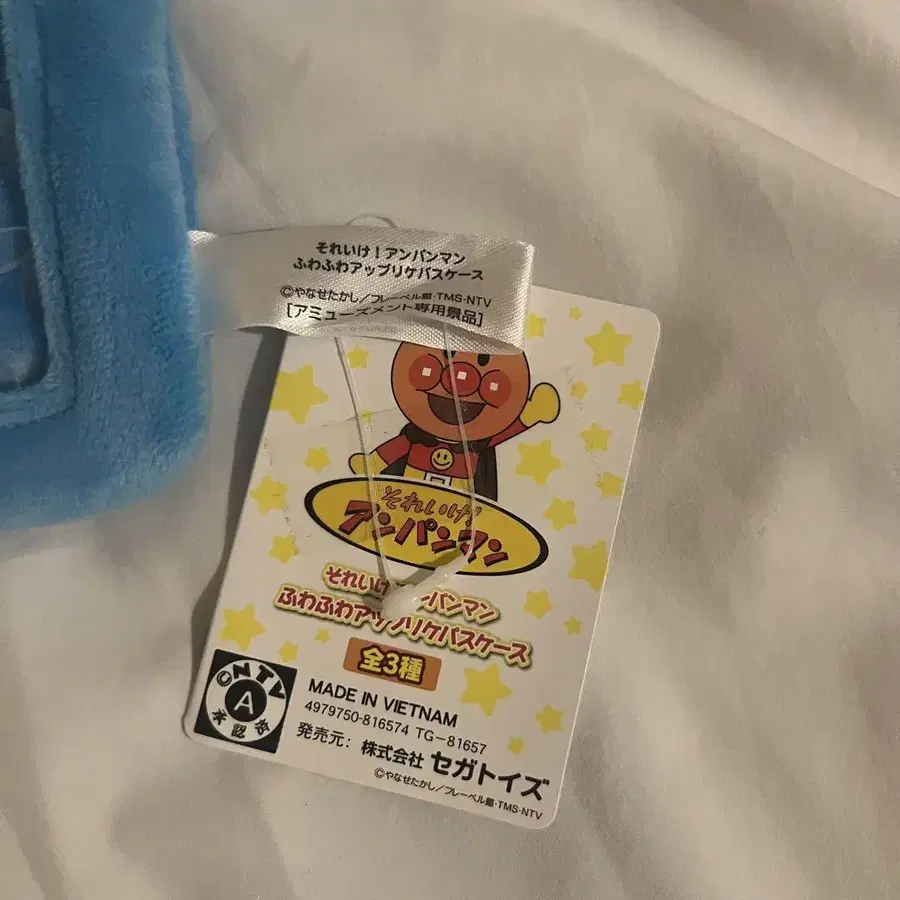 それいけ！アンパンマン
ふわふわアップリケパスケース
©やなせたかし／フレーベル館・TMS・NTV
［アミューズメント専用景品］
それいけ！
アンパンマン
それいけ アンパンマン
ふわふわアップリケパスケース
全3種
©NTV
A
承認
MADE IN VIETNAM
4979750-816574 TG-81657
発売元： 株式会社 セガトイズ
©やなせたかし／フレーベル館・TMS・NTV